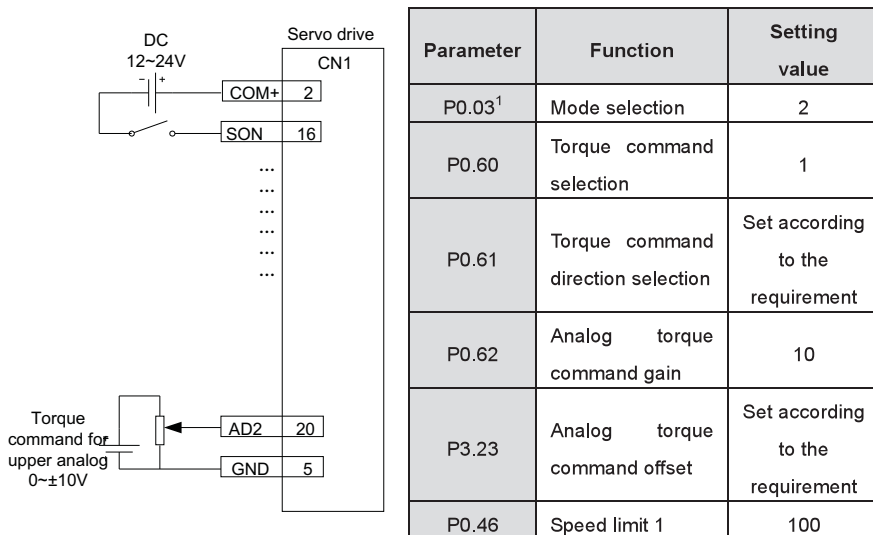 Servo drive
CN1
DC
12~24V
− +
COM+ 2
SON 16
...
...
...
...
...
...
Torque
command for
upper analog
0~±10V
+
AD2 20
GND 5
Parameter Function Setting
value
P0.03¹ Mode selection 2
P0.60 Torque command
selection 1
P0.61 Torque command
direction selection Set according
to the
requirement
P0.62 Analog torque
command gain 10
P3.23 Analog torque
command offset Set according
to the
requirement
P0.46 Speed limit 1 100